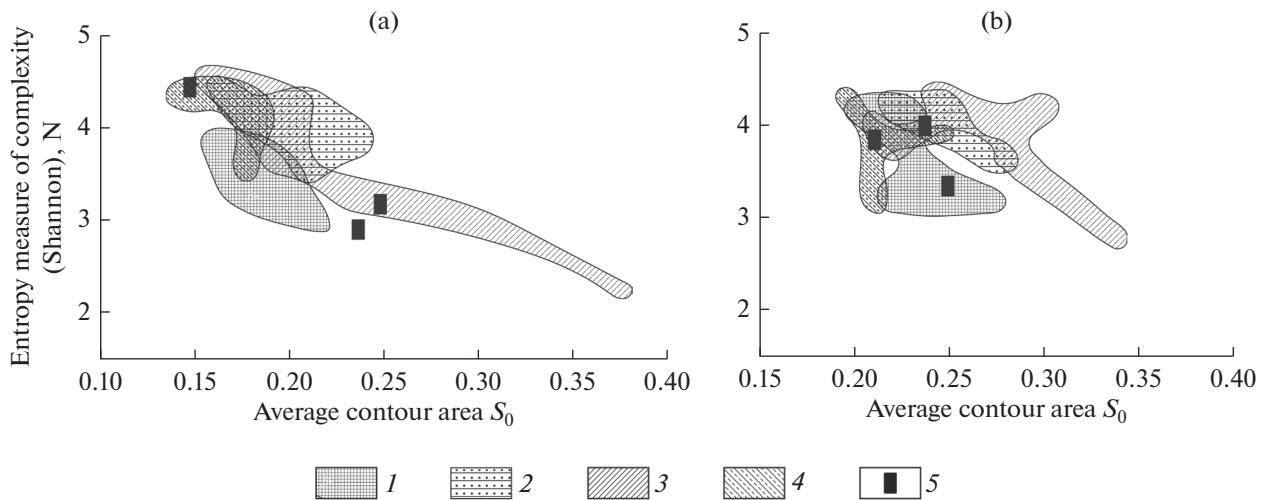 (a)
(b)
Entropy measure of complexity
(Shannon), N
5
4
3
2
0.10 0.15 0.20 0.25 0.30 0.35 0.40
Average contour area S₀
5
4
3
2
0.15 0.20 0.25 0.30 0.35 0.40
Average contour area S₀
1 2 3 4 5